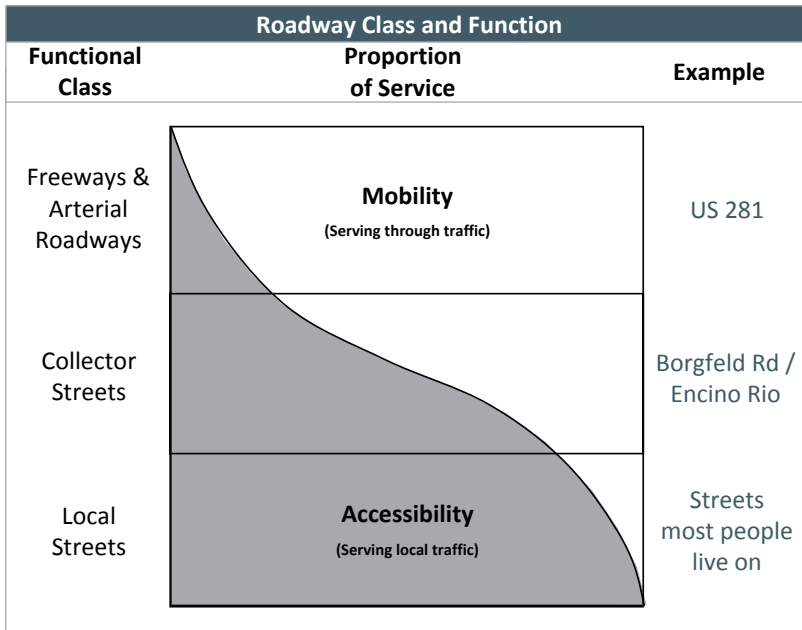 Roadway Class and Function
Functional
Class
Proportion
of Service
Example
Freeways &
Arterial
Roadways
Mobility
(Serving through traffic)
US 281
Collector
Streets
Borgfeld Rd /
Encino Rio
Local
Streets
Accessibility
(Serving local traffic)
Streets
most people
live on